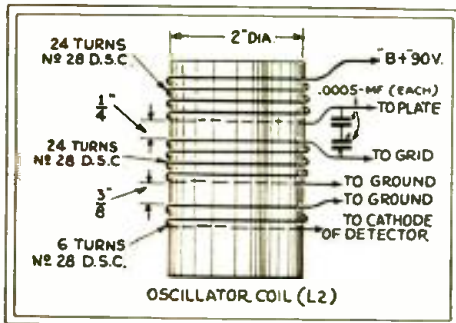 2" DIA.
24 TURNS
Nº 28 D.S.C.
B+90V.
.0005-MF (EACH)
TO PLATE
1/4"
24 TURNS
Nº 28 D.S.C
TO GRID
TO GROUND
3/8"
TO GROUND
TO CATHODE
OF DETECTOR
6 TURNS
Nº 28 D.S.C.
OSCILLATOR COIL (L2)